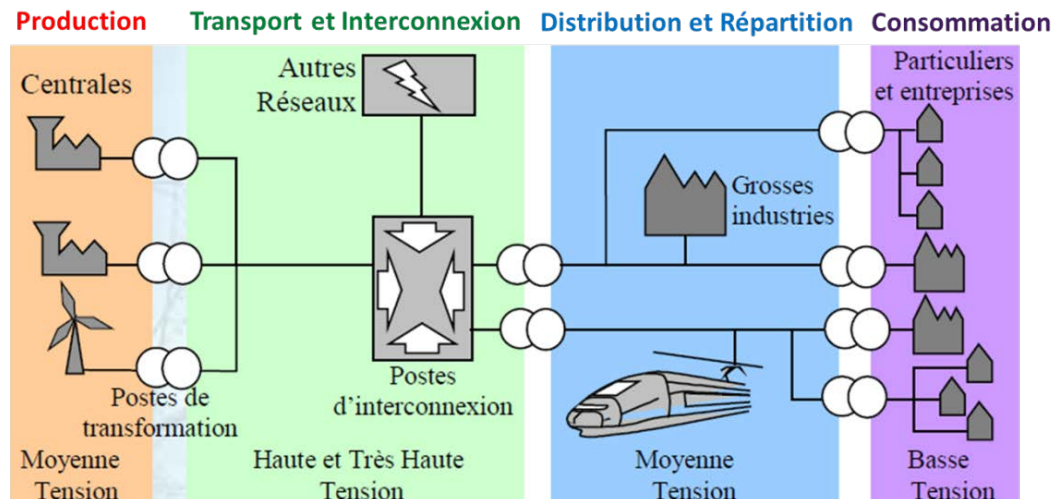 Production
Transport et Interconnexion
Distribution et Répartition
Consommation
Centrales
Autres
Réseaux
Particuliers
et entreprises
Grosses
industries
Postes de
transformation
Postes
d'interconnexion
Moyenne
Tension
Haute et Très Haute
Tension
Moyenne
Tension
Basse
Tension